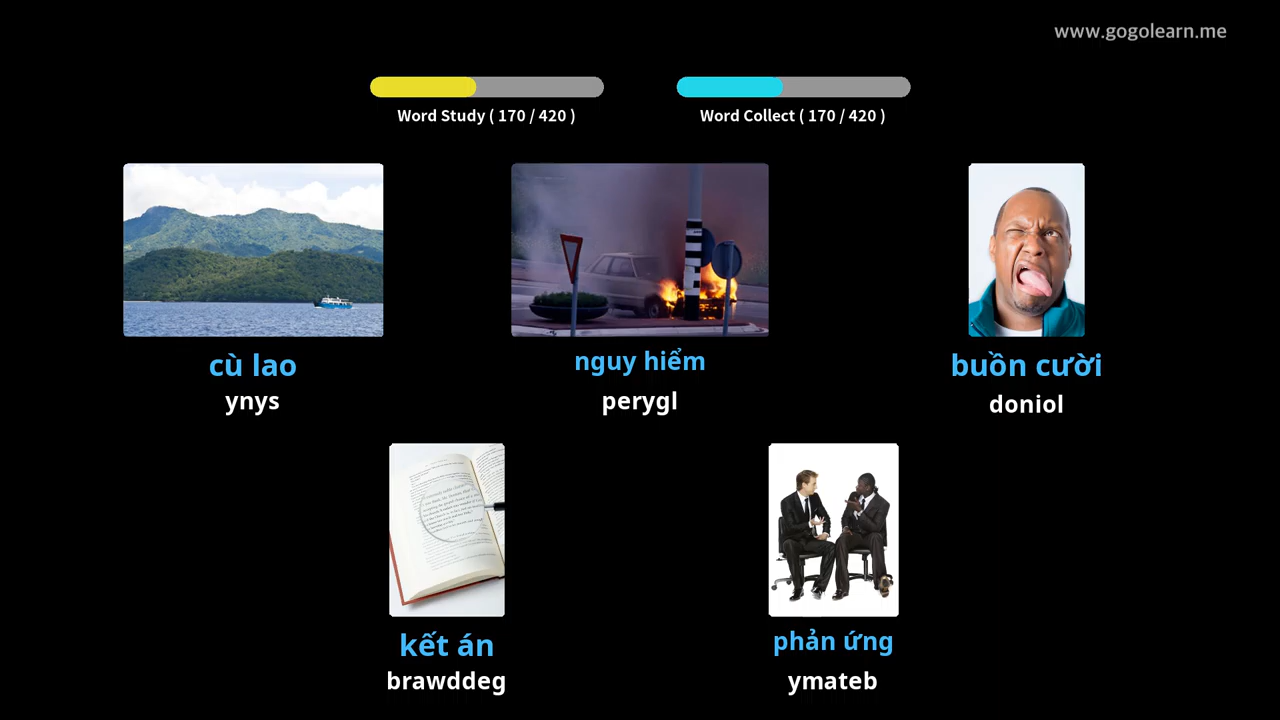 www.gogolearn.me
Word Study ( 170 / 420 )
Word Collect ( 170 / 420 )
cù lao
ynys
nguy hiểm
perygl
buồn cười
doniol
kết án
brawddeg
phản ứng
ymateb